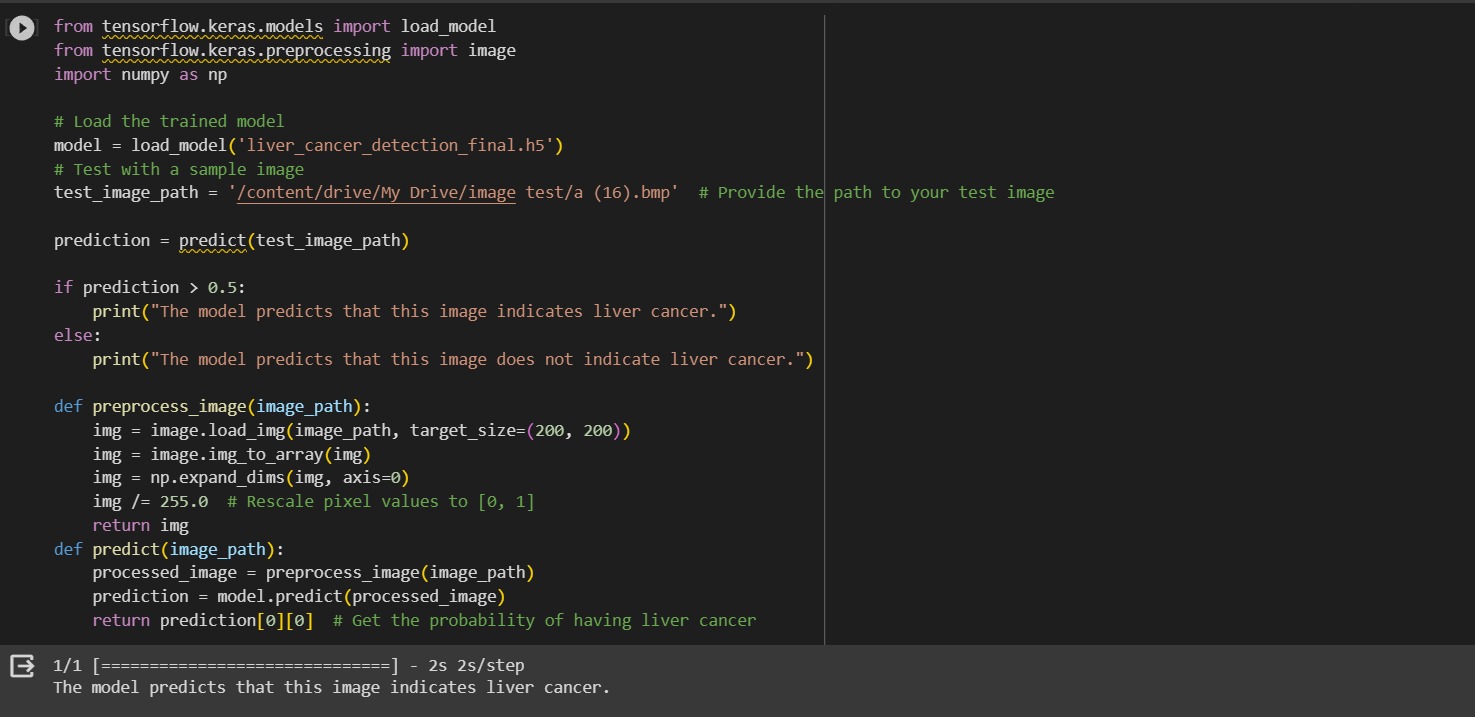 from tensorflow.keras.models import load_model
from tensorflow.keras.preprocessing import image
import numpy as np

# Load the trained model
model = load_model('liver_cancer_detection_final.h5')
# Test with a sample image
test_image_path = '/content/drive/My Drive/image test/a (16).bmp'  # Provide the path to your test image

prediction = predict(test_image_path)

if prediction > 0.5:
    print("The model predicts that this image indicates liver cancer.")
else:
    print("The model predicts that this image does not indicate liver cancer.")

def preprocess_image(image_path):
    img = image.load_img(image_path, target_size=(200, 200))
    img = image.img_to_array(img)
    img = np.expand_dims(img, axis=0)
    img /= 255.0  # Rescale pixel values to [0, 1]
    return img
def predict(image_path):
    processed_image = preprocess_image(image_path)
    prediction = model.predict(processed_image)
    return prediction[0][0]  # Get the probability of having liver cancer
1/1 [==============================] - 2s 2s/step
The model predicts that this image indicates liver cancer.